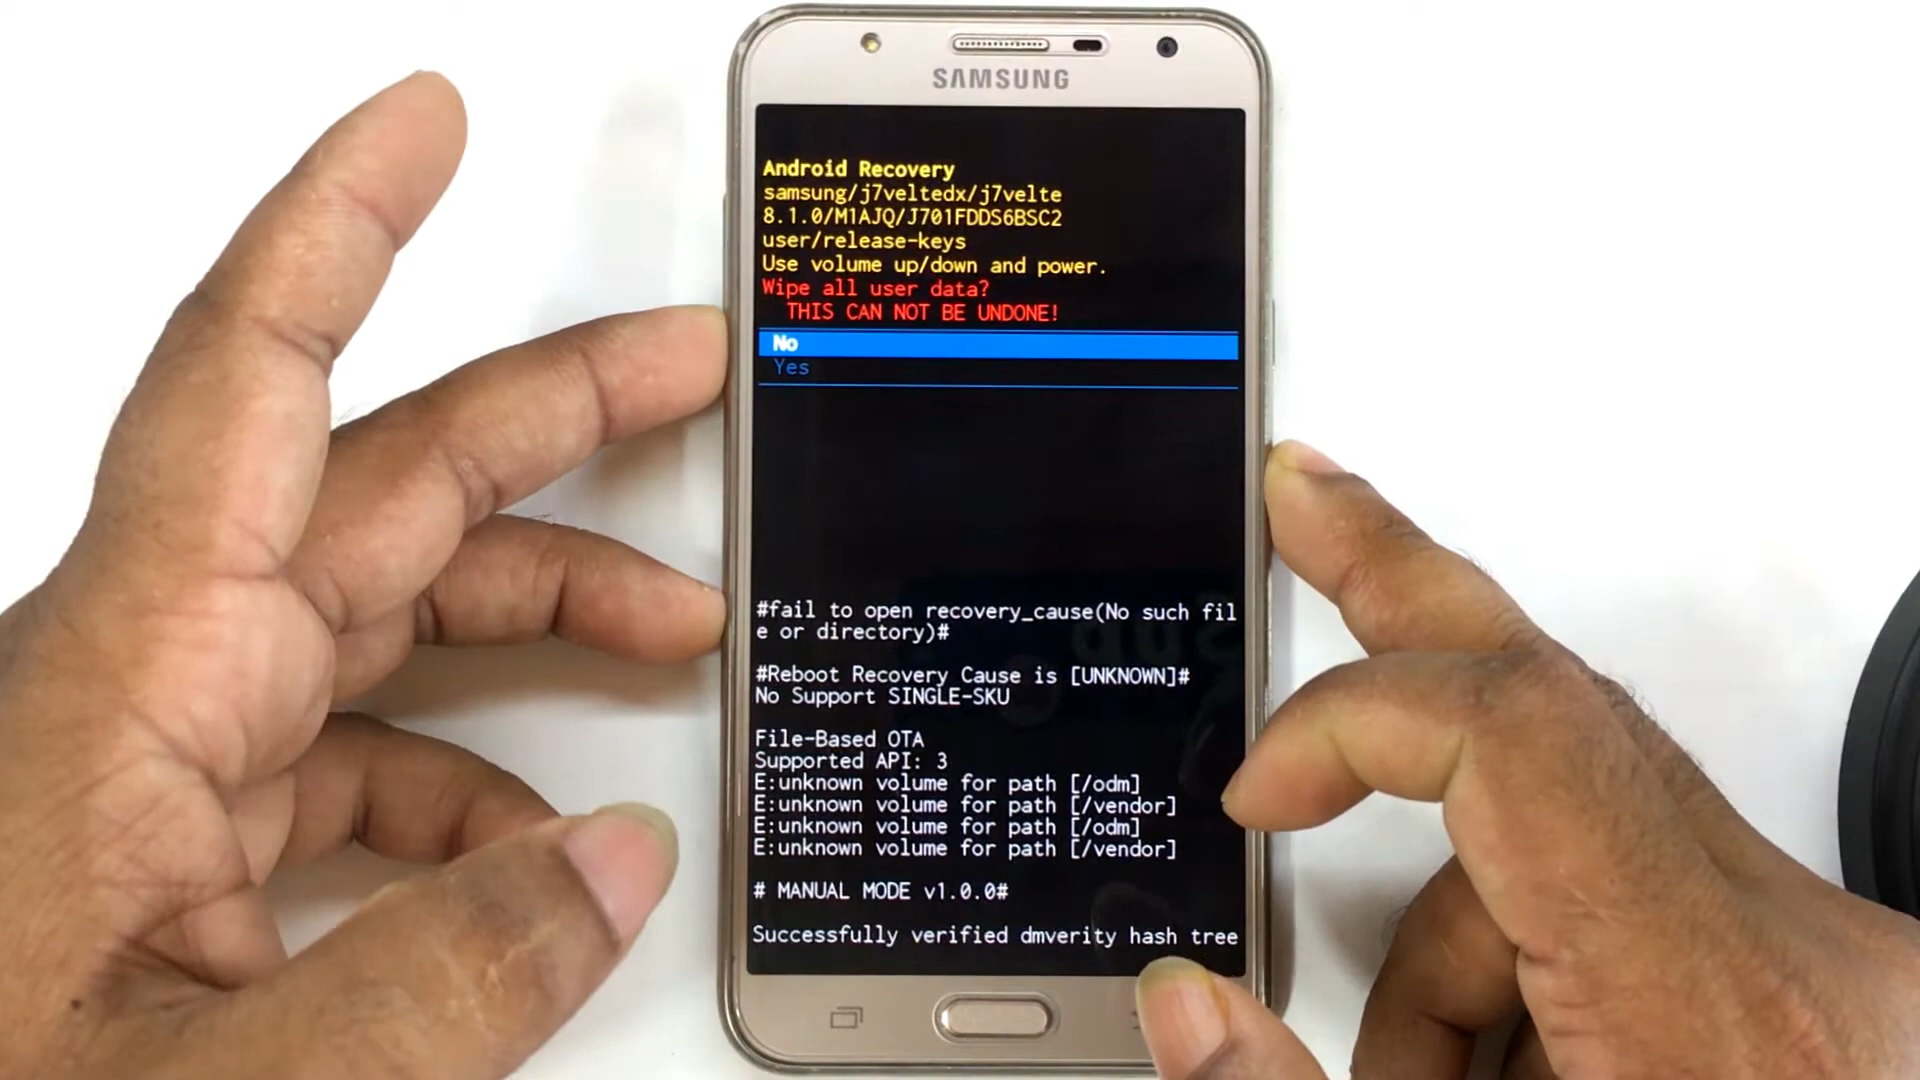 SAMSUNG
Android Recovery
samsung/j7veltedx/j7velte
8.1.0/M1AJQ/J701FDDS6BSC2
user/release-keys
Use volume up/down and power.
Wipe all user data?
THIS CAN NOT BE UNDONE!
No
Yes
#fail to open recovery_cause(No such fil
e or directory)#
#Reboot Recovery Cause is [UNKNOWN]#
No Support SINGLE-SKU
File-Based OTA
Supported API: 3
E:unknown volume for path [/odm]
E:unknown volume for path [/vendor]
E:unknown volume for path [/odm]
E:unknown volume for path [/vendor]
# MANUAL MODE v1.0.0#
Successfully verified dmverity hash tree